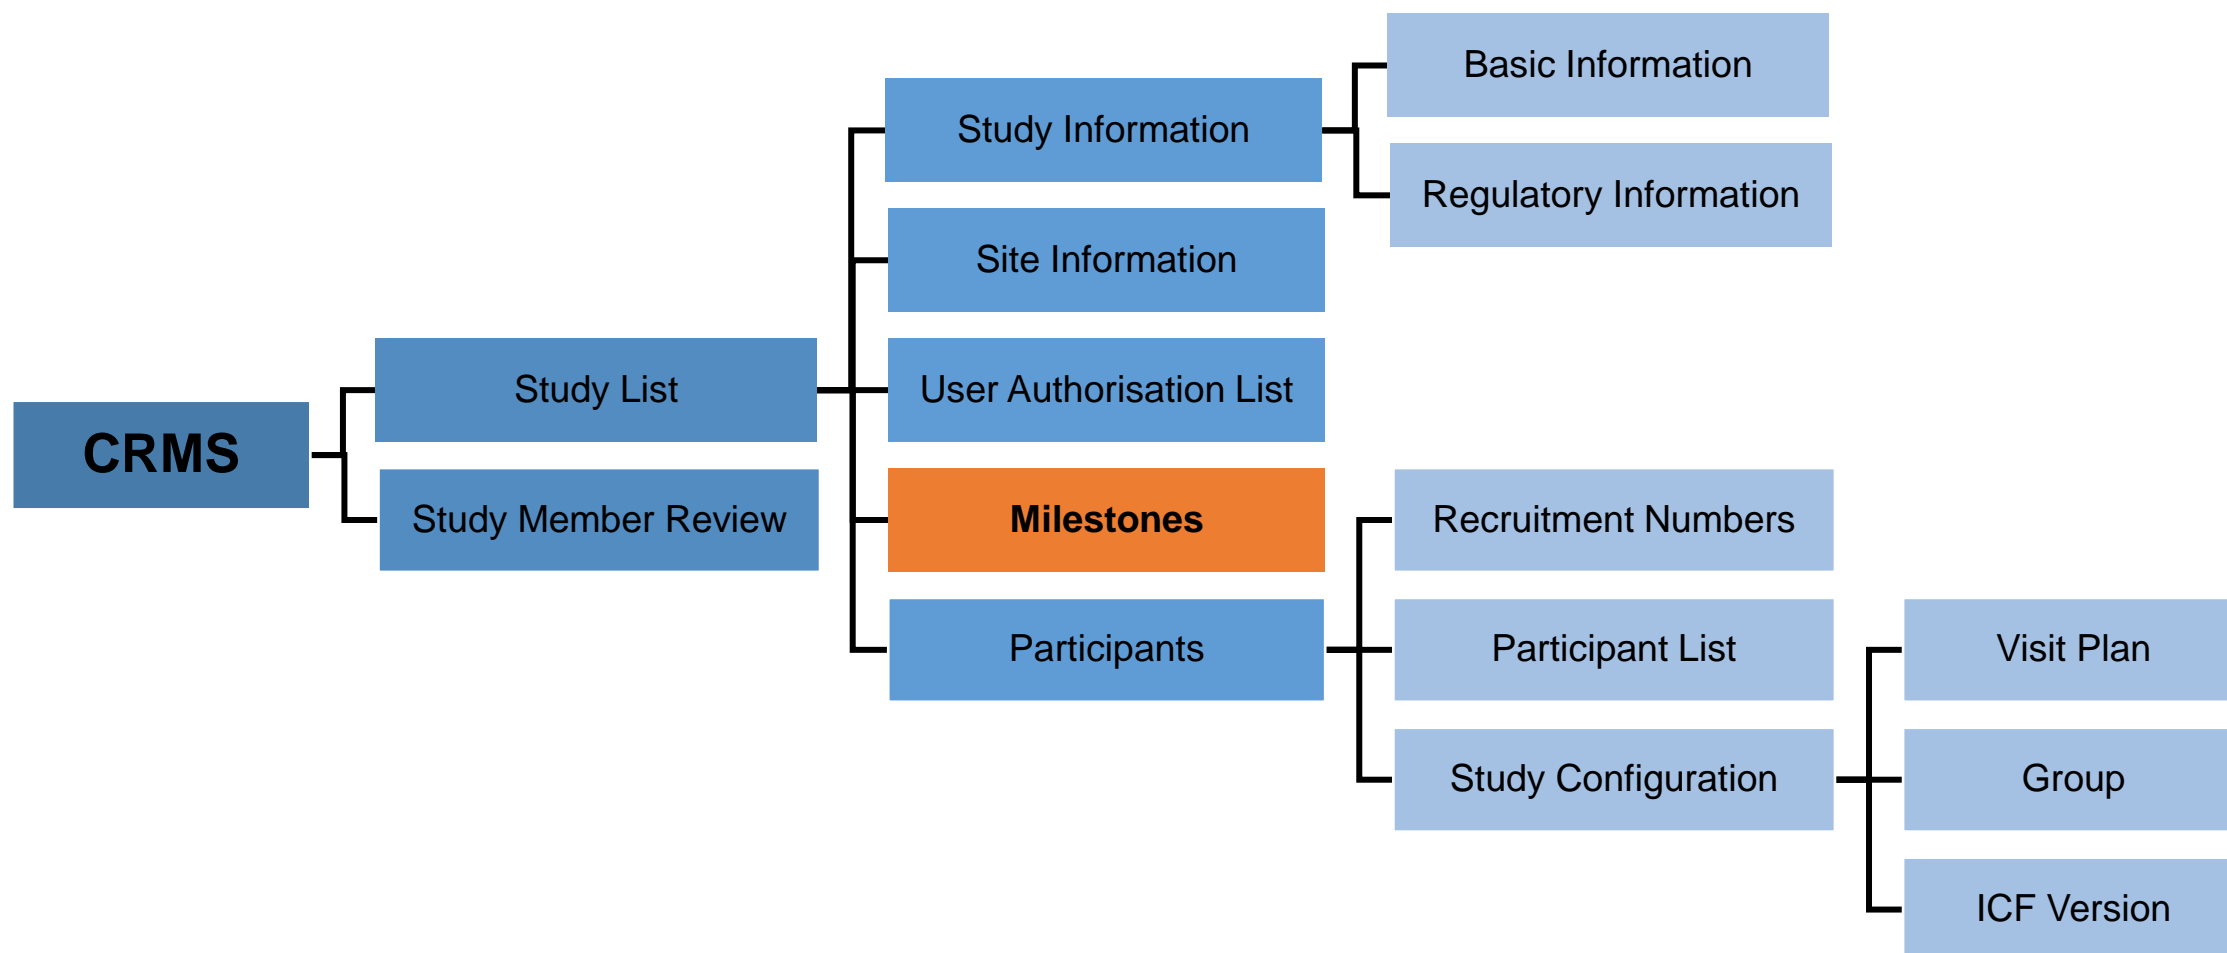 CRMS
Study List
Study Member Review
Study Information
Site Information
User Authorisation List
Milestones
Participants
Basic Information
Regulatory Information
Recruitment Numbers
Participant List
Study Configuration
Visit Plan
Group
ICF Version